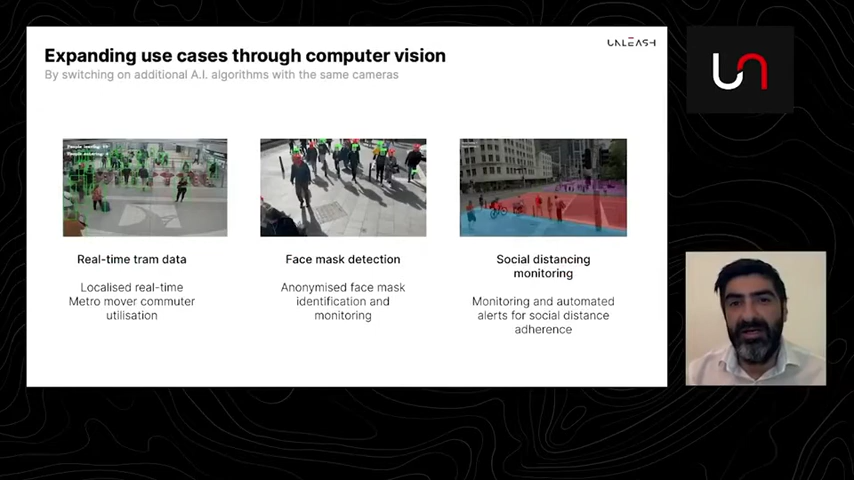 UNLEASH
Expanding use cases through computer vision
By switching on additional A.I. algorithms with the same cameras
Real-time tram data
Localised real-time
Metro mover commuter
utilisation
Face mask detection
Anonymised face mask
identification and
monitoring
Social distancing
monitoring
Monitoring and automated
alerts for social distance
adherence